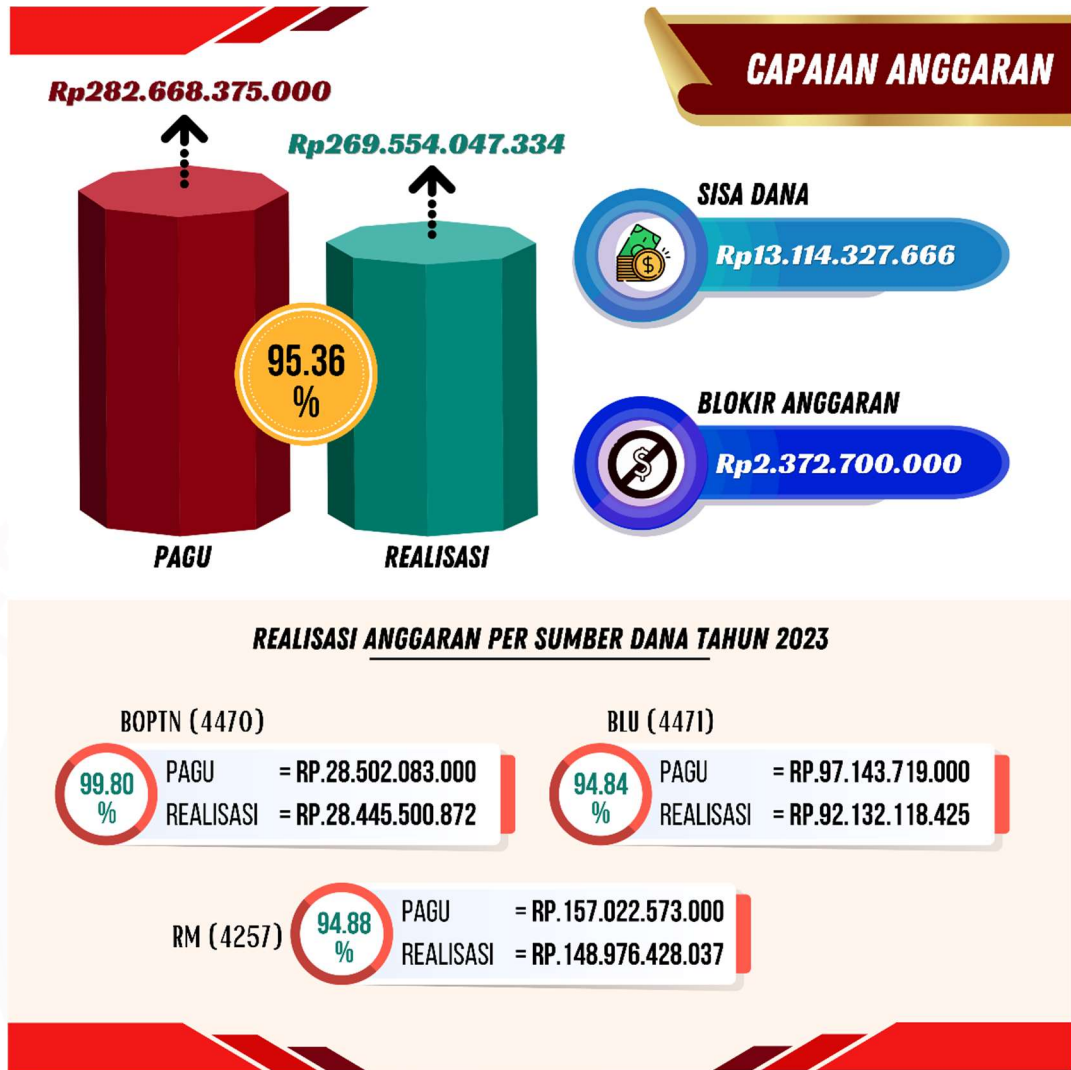 CAPAIAN ANGGARAN
Rp282.668.375.000
Rp269.554.047.334
95.36
%
PAGU
REALISASI
SISA DANA
Rp13.114.327.666
BLOKIR ANGGARAN
Rp2.372.700.000
REALISASI ANGGARAN PER SUMBER DANA TAHUN 2023
BOPTN (4470)
99.80
%
PAGU = RP.28.502.083.000
REALISASI = RP.28.445.500.872
BLU (4471)
94.84
%
PAGU = RP.97.143.719.000
REALISASI = RP.92.132.118.425
RM (4257)
94.88
%
PAGU = RP.157.022.573.000
REALISASI = RP.148.976.428.037